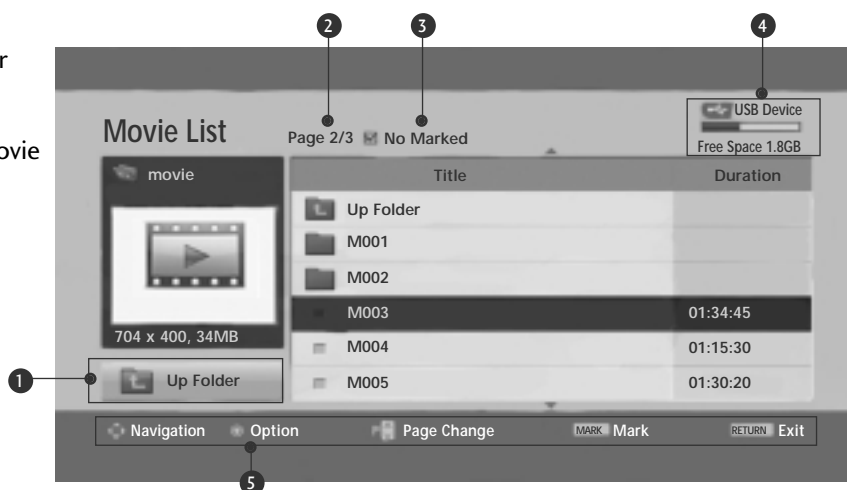 2 3 4
r
ovie
USB Device
Movie List Page 2/3 No Marked
Free Space 1.8GB
movie Title Duration
Up Folder
M001
M002
M003 01:34:45
704 x 400, 34MB
M004 01:15:30
1 Up Folder M005 01:30:20
Navigation Option Page Change MARK Mark RETURN Exit
5